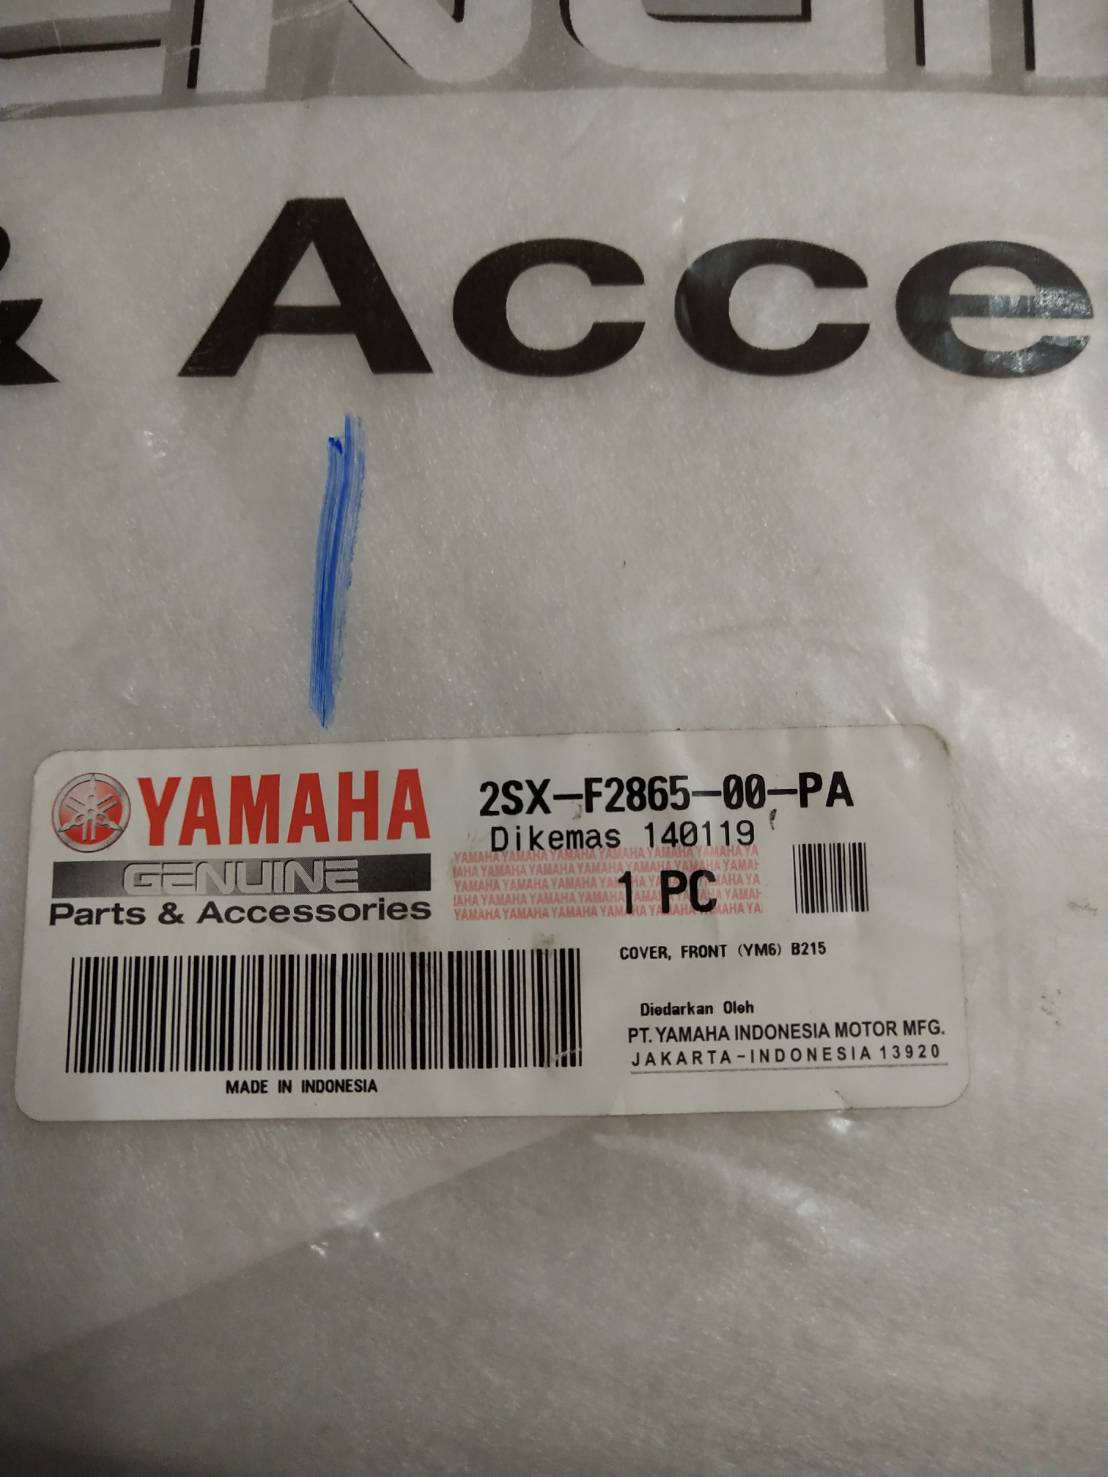 & Acce
YAMAHA
GENUINE
Parts & Accessories
2SX-F2865-00-PA
Dikemas 140119
1 PC
COVER, FRONT (YM6) B215
Diedarkan Oleh
PT. YAMAHA INDONESIA MOTOR MFG.
JAKARTA-INDONESIA 13920
MADE IN INDONESIA